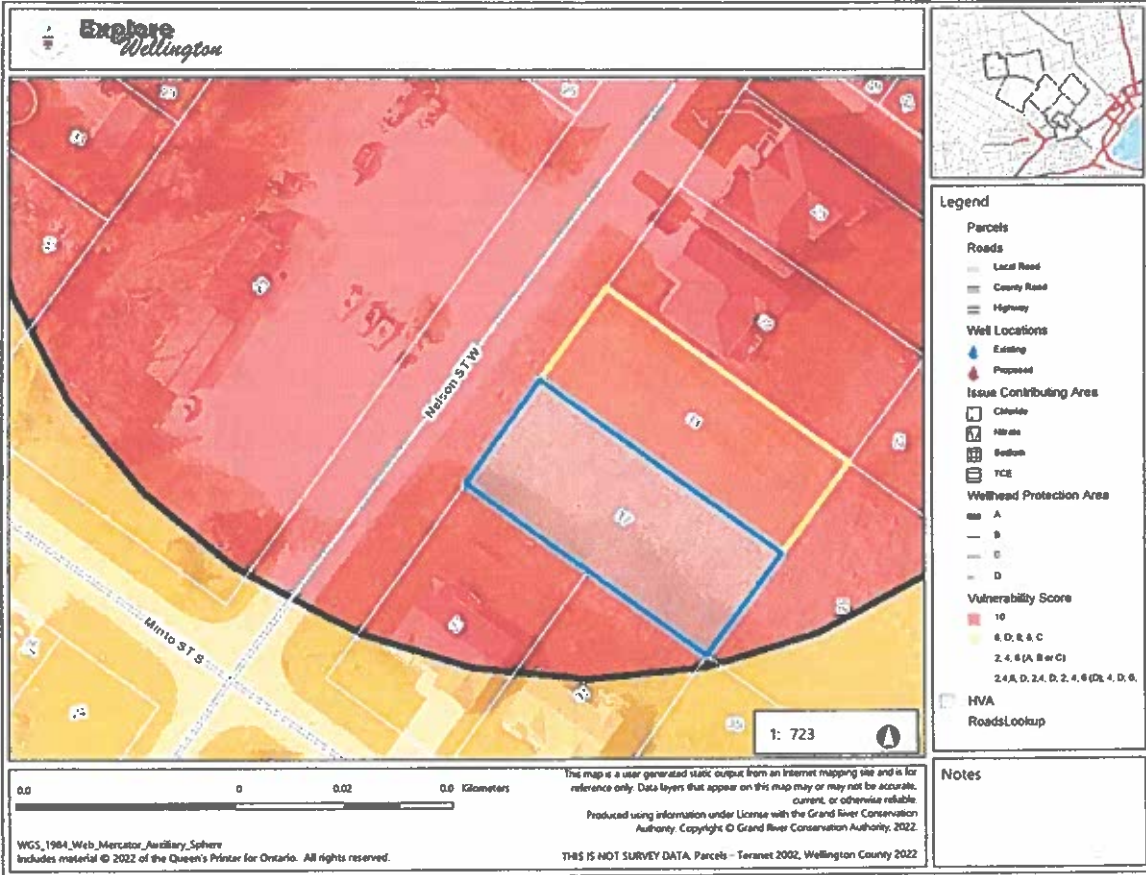 Explore
Wellington
Nelson ST W
Minto ST S
17
1: 723
Legend
Parcels
Roads
Local Road
County Road
Highway
Well Locations
Existing
Proposed
Issue Contributing Area
Chloride
Nitrate
Sodium
TCE
Wellhead Protection Area
A
B
C
D
Vulnerability Score
10
8, D; 8, 6, C
2, 4, 6 (A, B or C)
HVA
RoadsLookup
Notes
0.0 0 0.02 0.0 Kilometers
WGS_1984_Web_Mercator_Auxiliary_Sphere
Includes material © 2022 of the Queen's Printer for Ontario. All rights reserved.
This map is a user generated static output from an Internet mapping site and is for
reference only. Data layers that appear on this map may or may not be accurate,
current, or otherwise reliable.
Produced using information under License with the Grand River Conservation
Authority. Copyright © Grand River Conservation Authority, 2022.
THIS IS NOT SURVEY DATA. Parcels - Teranet 2002, Wellington County 2022